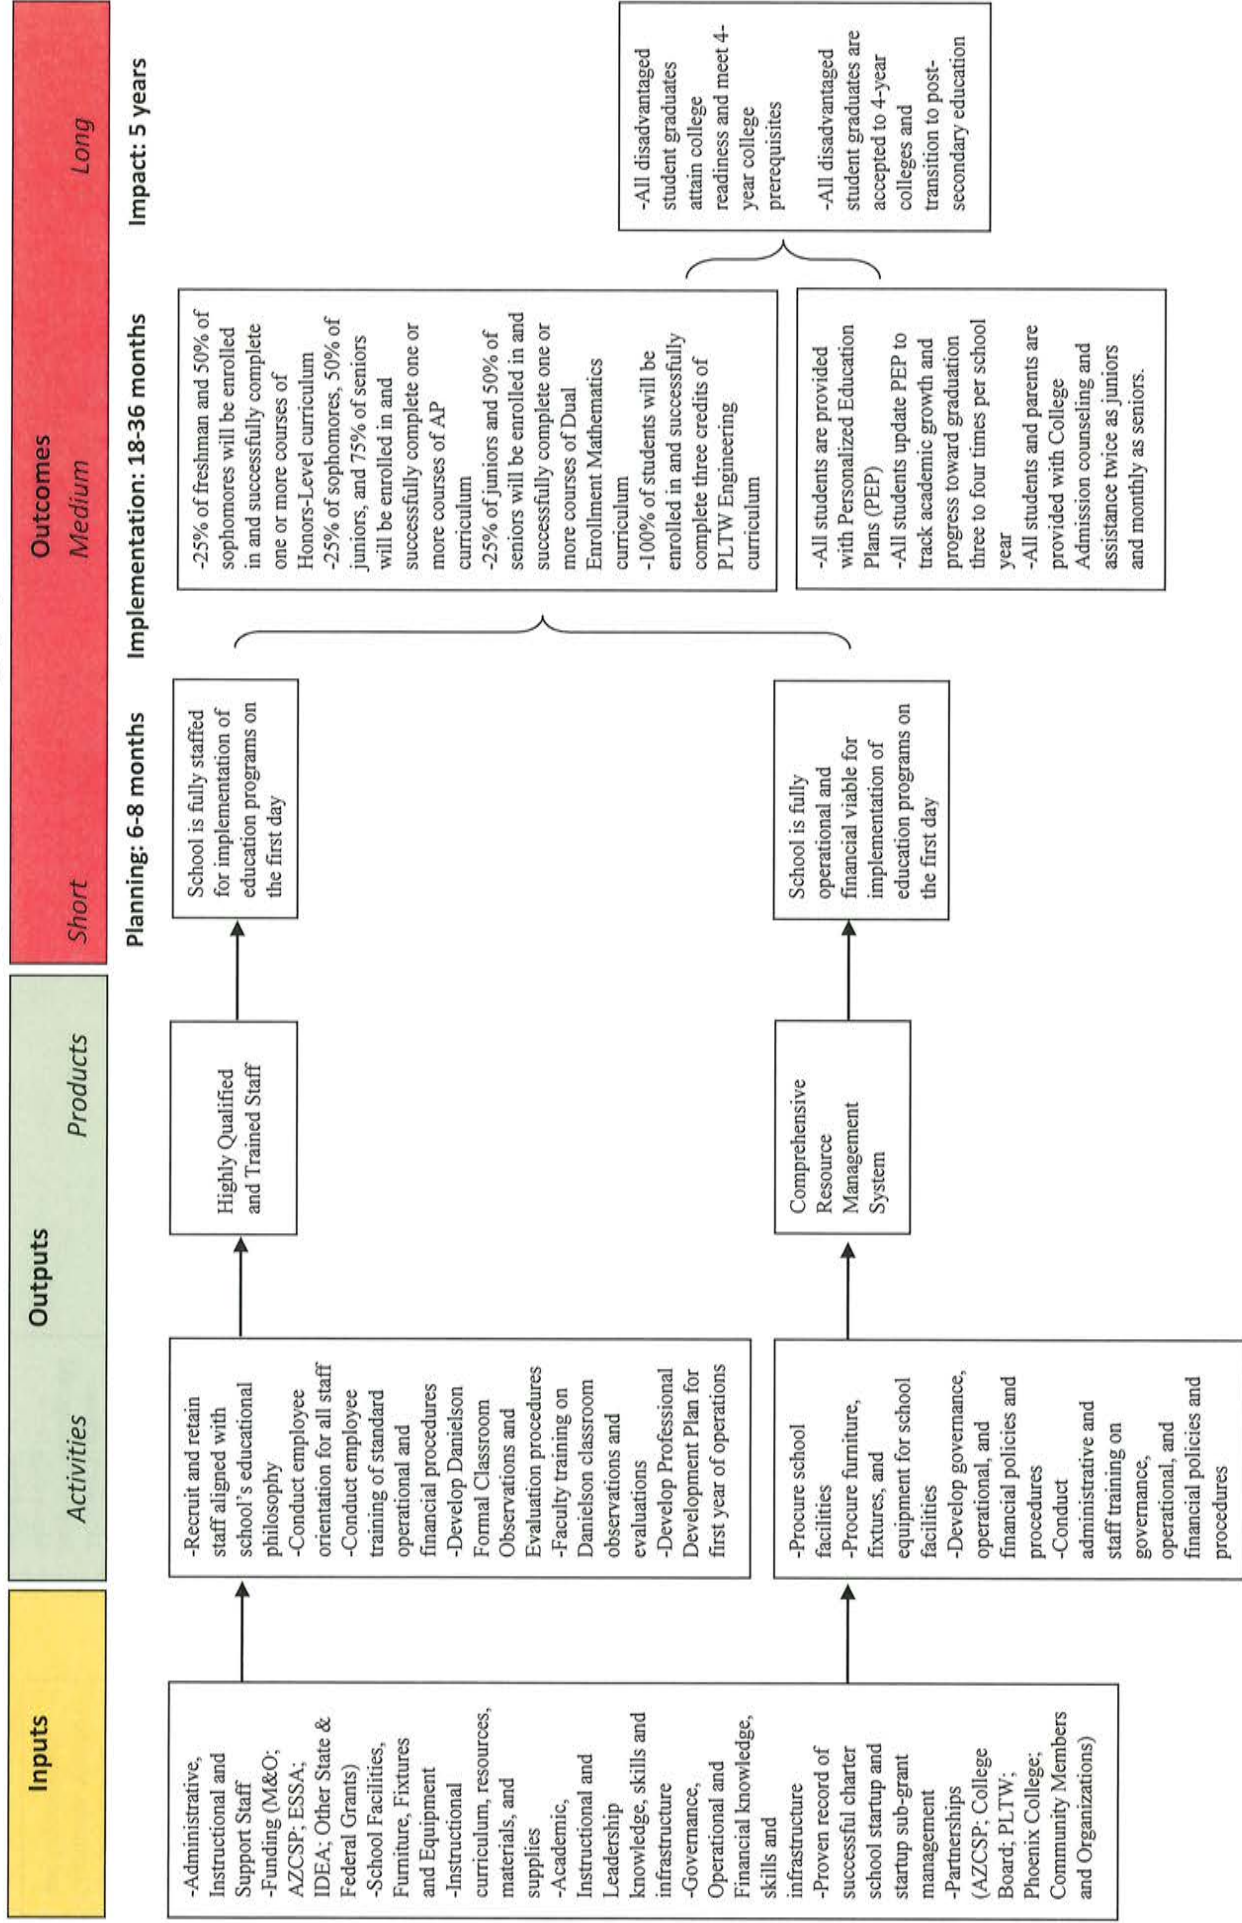 Inputs
Outputs
Activities
Products
Outcomes
Short
Medium
Long
Planning: 6-8 months
Implementation: 18-36 months
Impact: 5 years
-Administrative,
Instructional and
Support Staff
-Funding (M&O;
AZCSP; ESSA;
IDEA; Other State &
Federal Grants)
-School Facilities,
Furniture, Fixtures
and Equipment
-Instructional
curriculum, resources,
materials, and
supplies
-Academic,
Instructional and
Leadership
knowledge, skills and
infrastructure
-Governance,
Operational and
Financial knowledge,
skills and
infrastructure
-Proven record of
successful charter
school startup and
startup sub-grant
management
-Partnerships
(AZCSP; College
Board; PLTW;
Phoenix College;
Community Members
and Organizations)
-Recruit and retain
staff aligned with
school's educational
philosophy
-Conduct employee
orientation for all staff
-Conduct employee
training of standard
operational and
financial procedures
-Develop Danielson
Formal Classroom
Observations and
Evaluation procedures
-Faculty training on
Danielson classroom
observations and
evaluations
-Develop Professional
Development Plan for
first year of operations
-Procure school
facilities
-Procure furniture,
fixtures, and
equipment for school
facilities
-Develop governance,
operational, and
financial policies and
procedures
-Conduct
administrative and
staff training on
governance,
operational, and
financial policies and
procedures
Highly Qualified
and Trained Staff
Comprehensive
Resource
Management
System
School is fully staffed
for implementation of
education programs on
the first day
School is fully
operational and
financial viable for
implementation of
education programs on
the first day
-25% of freshman and 50% of
sophomores will be enrolled
in and successfully complete
one or more courses of
Honors-Level curriculum
-25% of sophomores, 50% of
juniors, and 75% of seniors
will be enrolled in and
successfully complete one or
more courses of AP
curriculum
-25% of juniors and 50% of
seniors will be enrolled in and
successfully complete one or
more courses of Dual
Enrollment Mathematics
curriculum
-100% of students will be
enrolled in and successfully
complete three credits of
PLTW Engineering
curriculum
-All students are provided
with Personalized Education
Plans (PEP)
-All students update PEP to
track academic growth and
progress toward graduation
three to four times per school
year
-All students and parents are
provided with College
Admission counseling and
assistance twice as juniors
and monthly as seniors.
-All disadvantaged
student graduates
attain college
readiness and meet 4-
year college
prerequisites
-All disadvantaged
student graduates are
accepted to 4-year
colleges and
transition to post-
secondary education